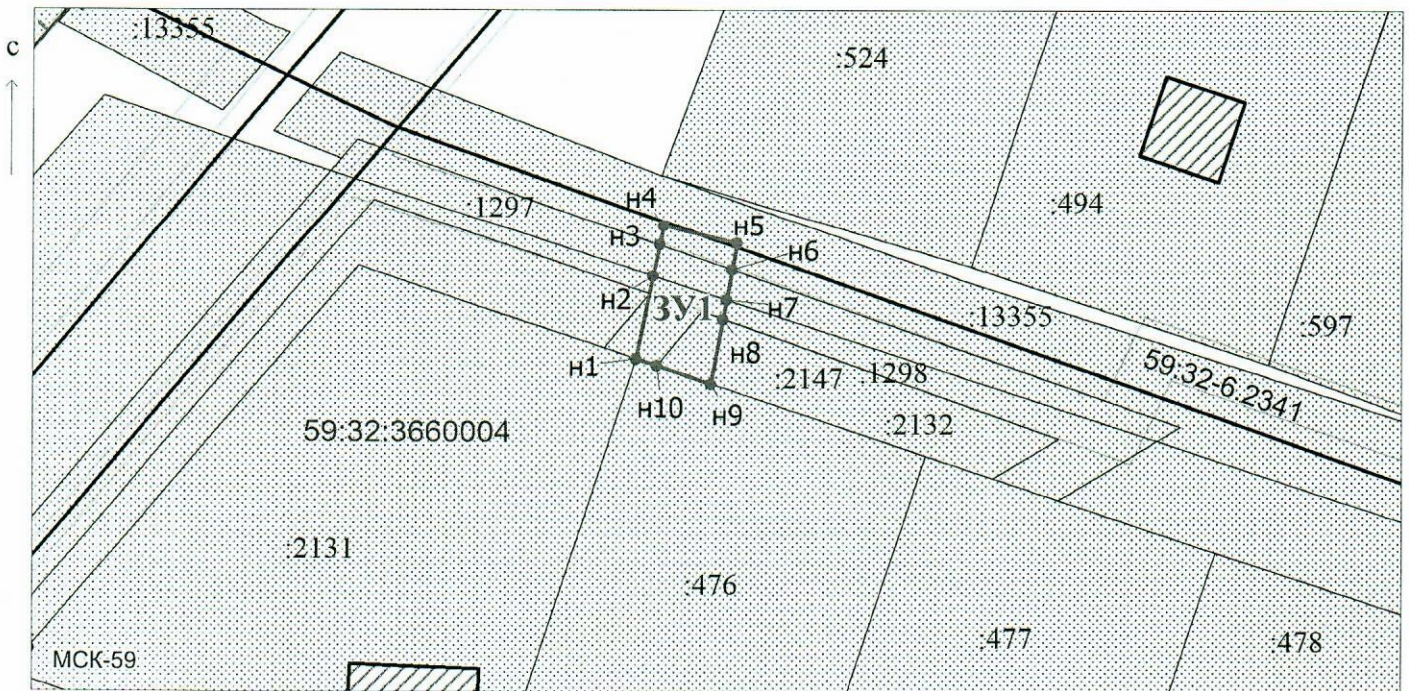 :13355
с
:524
:494
:1297
н4
н5
н3
н6
н2
ЗУ1
н7
:13355
:597
н8
59:32-6.2341
н1
:2147
:1298
н10
н9
:2132
59:32:3660004
:2131
:476
:477
:478
МСК-59